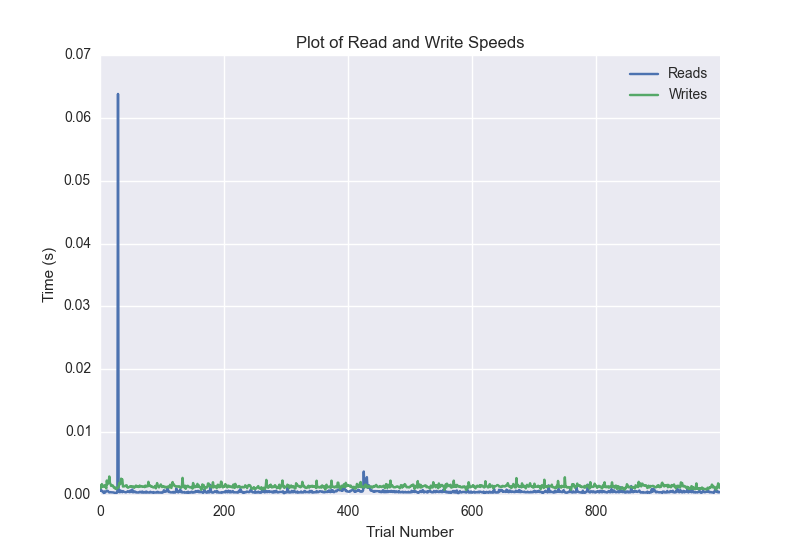 Plot of Read and Write Speeds
Reads
Writes
0.07
0.06
0.05
0.04
0.03
0.02
0.01
0.00
Time (s)
0 200 400 600 800
Trial Number